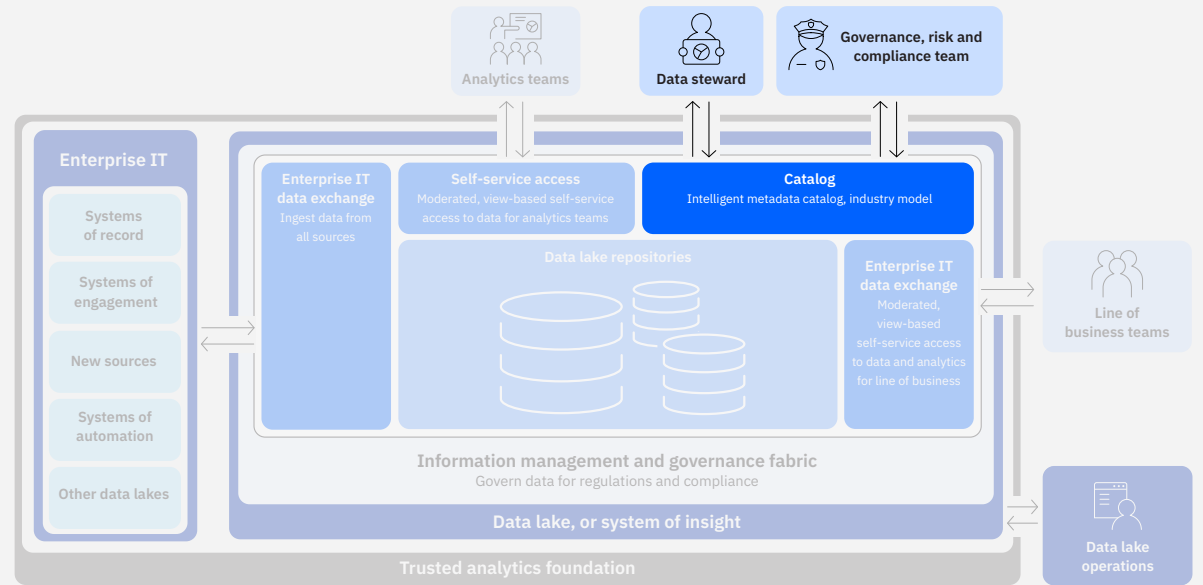 Analytics teams
Data steward
Governance, risk and
compliance team
Enterprise IT
Systems
of record
Systems of
engagement
New sources
Systems of
automation
Other data lakes
Enterprise IT
data exchange
Ingest data from
all sources
Self-service access
Moderated, view-based self-service
access to data for analytics teams
Catalog
Intelligent metadata catalog, industry model
Data lake repositories
Enterprise IT
data exchange
Moderated,
view-based
self-service access
to data and analytics
for line of business
Line of
business teams
Information management and governance fabric
Govern data for regulations and compliance
Data lake, or system of insight
Data lake
operations
Trusted analytics foundation